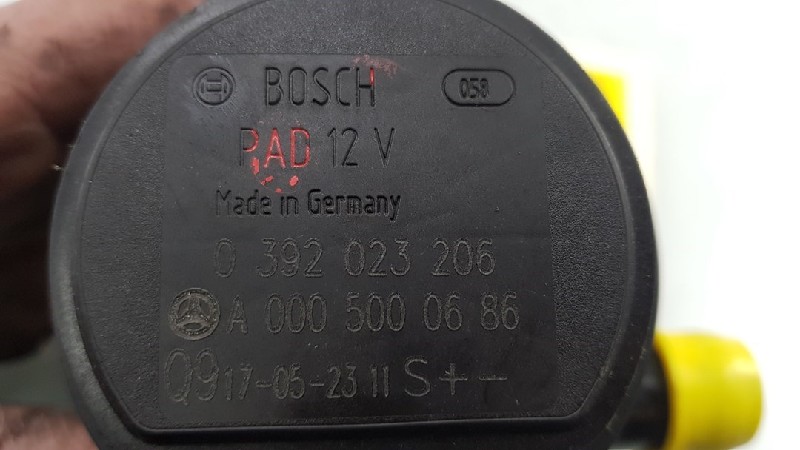 BOSCH 058
PAD 12 V
Made in Germany
0 392 023 206
A 000 500 06 86
Q9 17-05-23 11 S + -